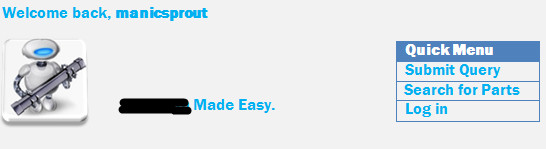 Welcome back, manicsprout
Made Easy.
Quick Menu
Submit Query
Search for Parts
Log in